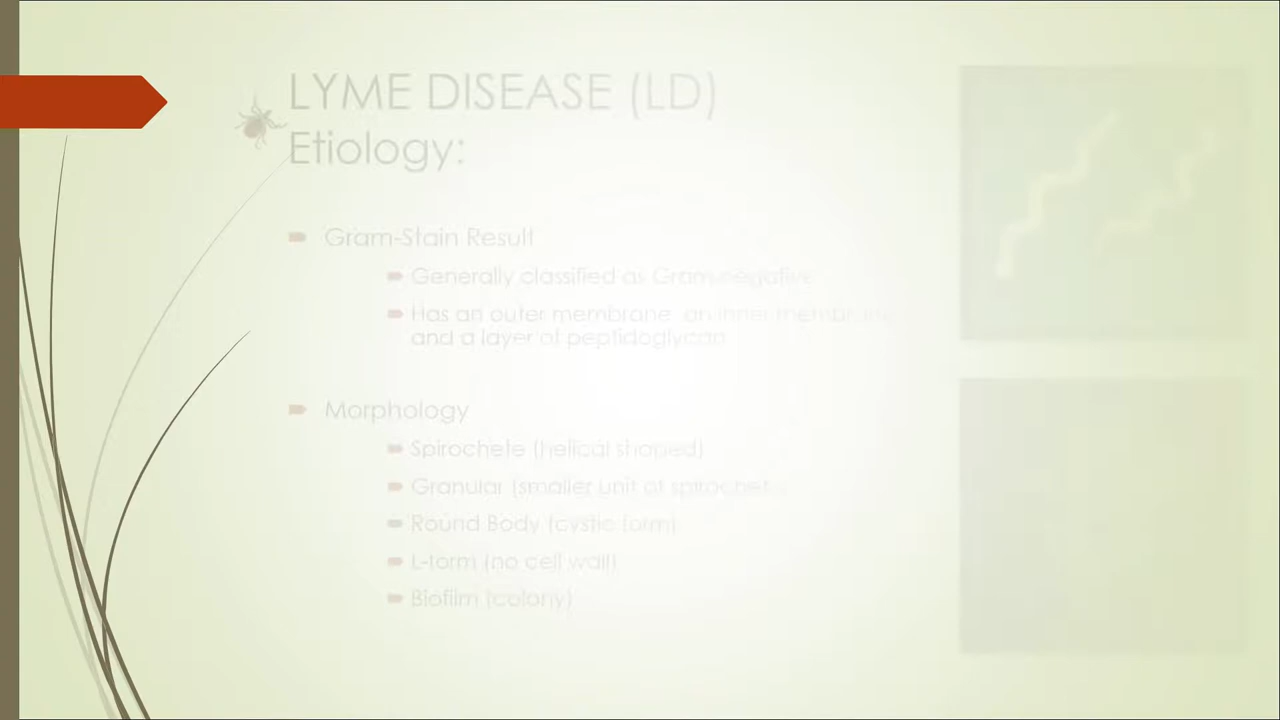 LYME DISEASE (LD)
Etiology:
Gram-Stain Result
Generally classified as Gram-negative
Has an outer membrane, an inner membrane,
and a layer of peptidoglycan
Morphology
Spirochete (helical shaped)
Granular (smaller unit of spirochete)
Round Body (cystic form)
L-form (no cell wall)
Biofilm (colony)